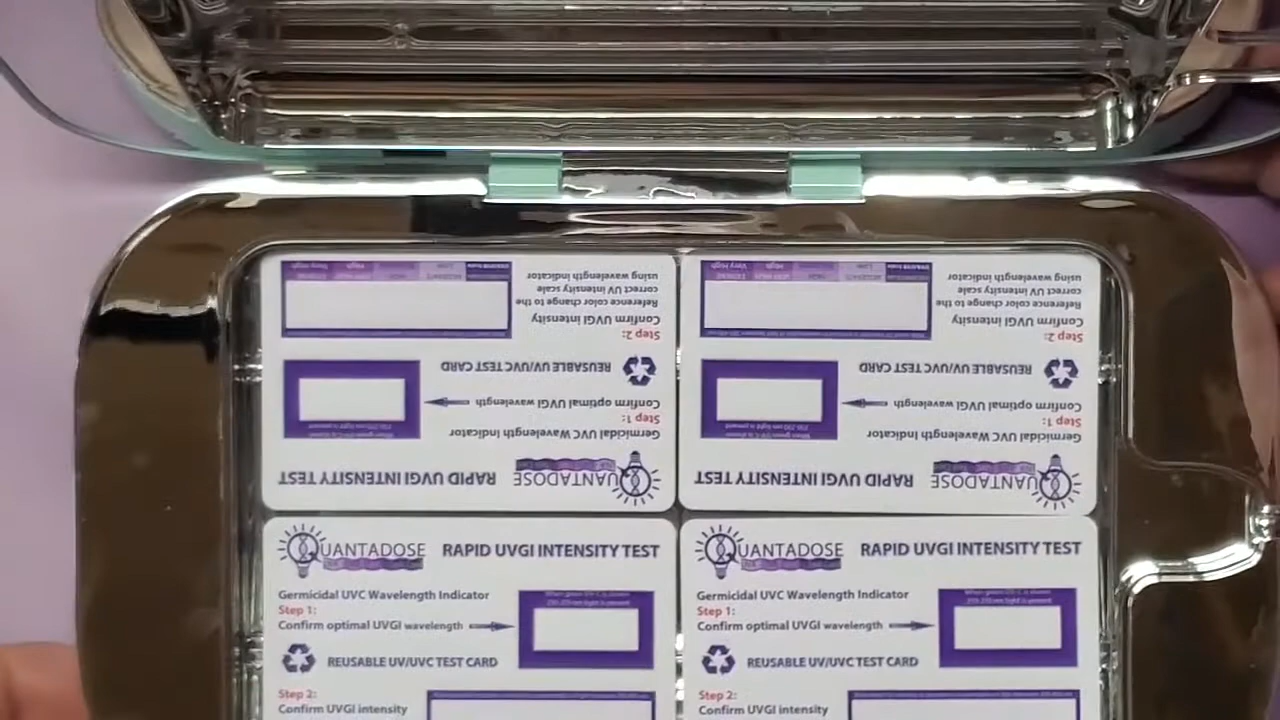 using wavelength indicator
correct UV intensity scale
Reference color change to the
Confirm UVGI intensity
Step 2:
REUSABLE UV/UVC TEST CARD
Confirm optimal UVGI wavelength
Step 1:
Germicidal UVC Wavelength Indicator
QUANTADOSE RAPID UVGI INTENSITY TEST
using wavelength indicator
correct UV intensity scale
Reference color change to the
Confirm UVGI intensity
Step 2:
REUSABLE UV/UVC TEST CARD
Confirm optimal UVGI wavelength
Step 1:
Germicidal UVC Wavelength Indicator
QUANTADOSE RAPID UVGI INTENSITY TEST
QUANTADOSE RAPID UVGI INTENSITY TEST
Germicidal UVC Wavelength Indicator
Step 1:
Confirm optimal UVGI wavelength
REUSABLE UV/UVC TEST CARD
Step 2:
Confirm UVGI intensity
QUANTADOSE RAPID UVGI INTENSITY TEST
Germicidal UVC Wavelength Indicator
Step 1:
Confirm optimal UVGI wavelength
REUSABLE UV/UVC TEST CARD
Step 2:
Confirm UVGI intensity